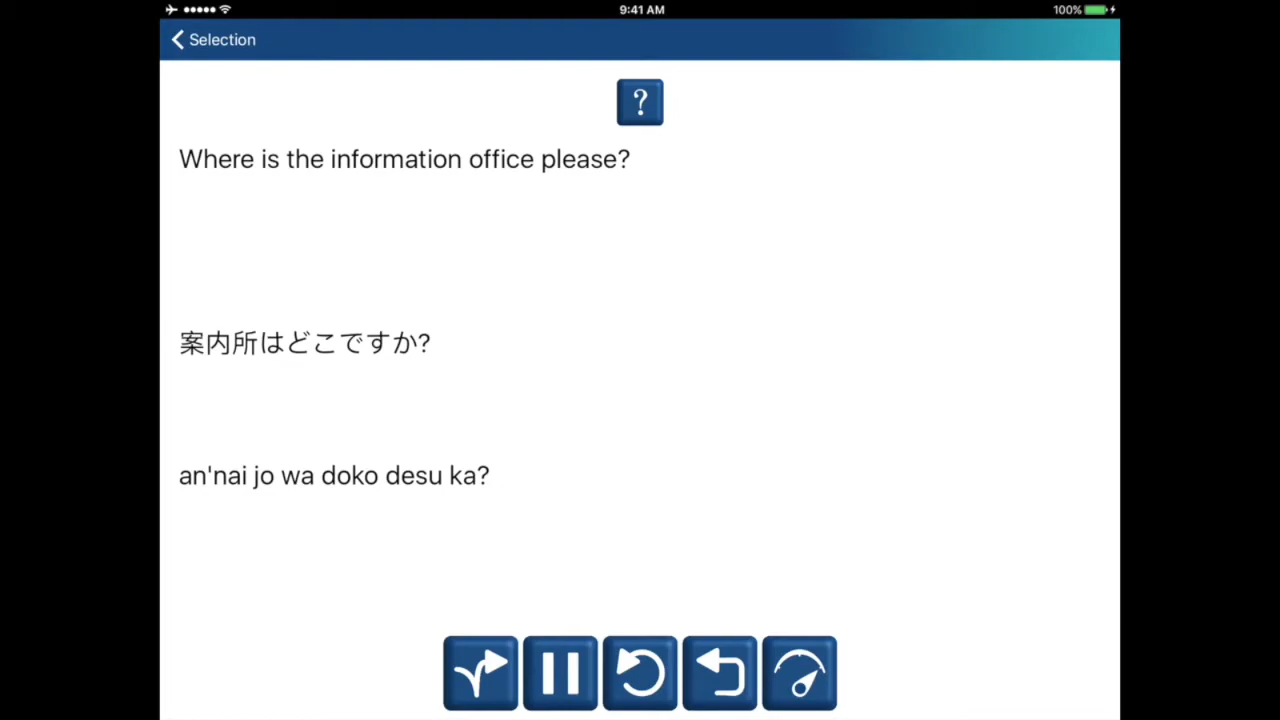 9:41 AM
100%
Selection
?
Where is the information office please?
案内所はどこですか?
an'nai jo wa doko desu ka?